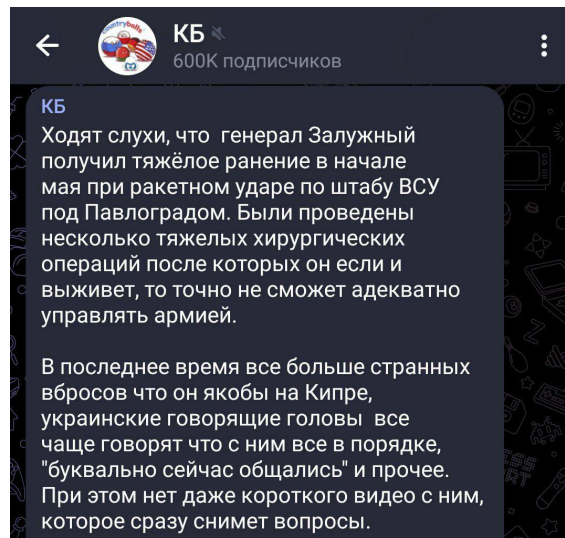 countryballs
КБ
600K подписчиков
КБ
Ходят слухи, что генерал Залужный
получил тяжёлое ранение в начале
мая при ракетном ударе по штабу ВСУ
под Павлоградом. Были проведены
несколько тяжелых хирургических
операций после которых он если и
выживет, то точно не сможет адекватно
управлять армией.
В последнее время все больше странных
вбросов что он якобы на Кипре,
украинские говорящие головы все
чаще говорят что с ним все в порядке,
"буквально сейчас общались" и прочее.
При этом нет даже короткого видео с ним,
которое сразу снимет вопросы.